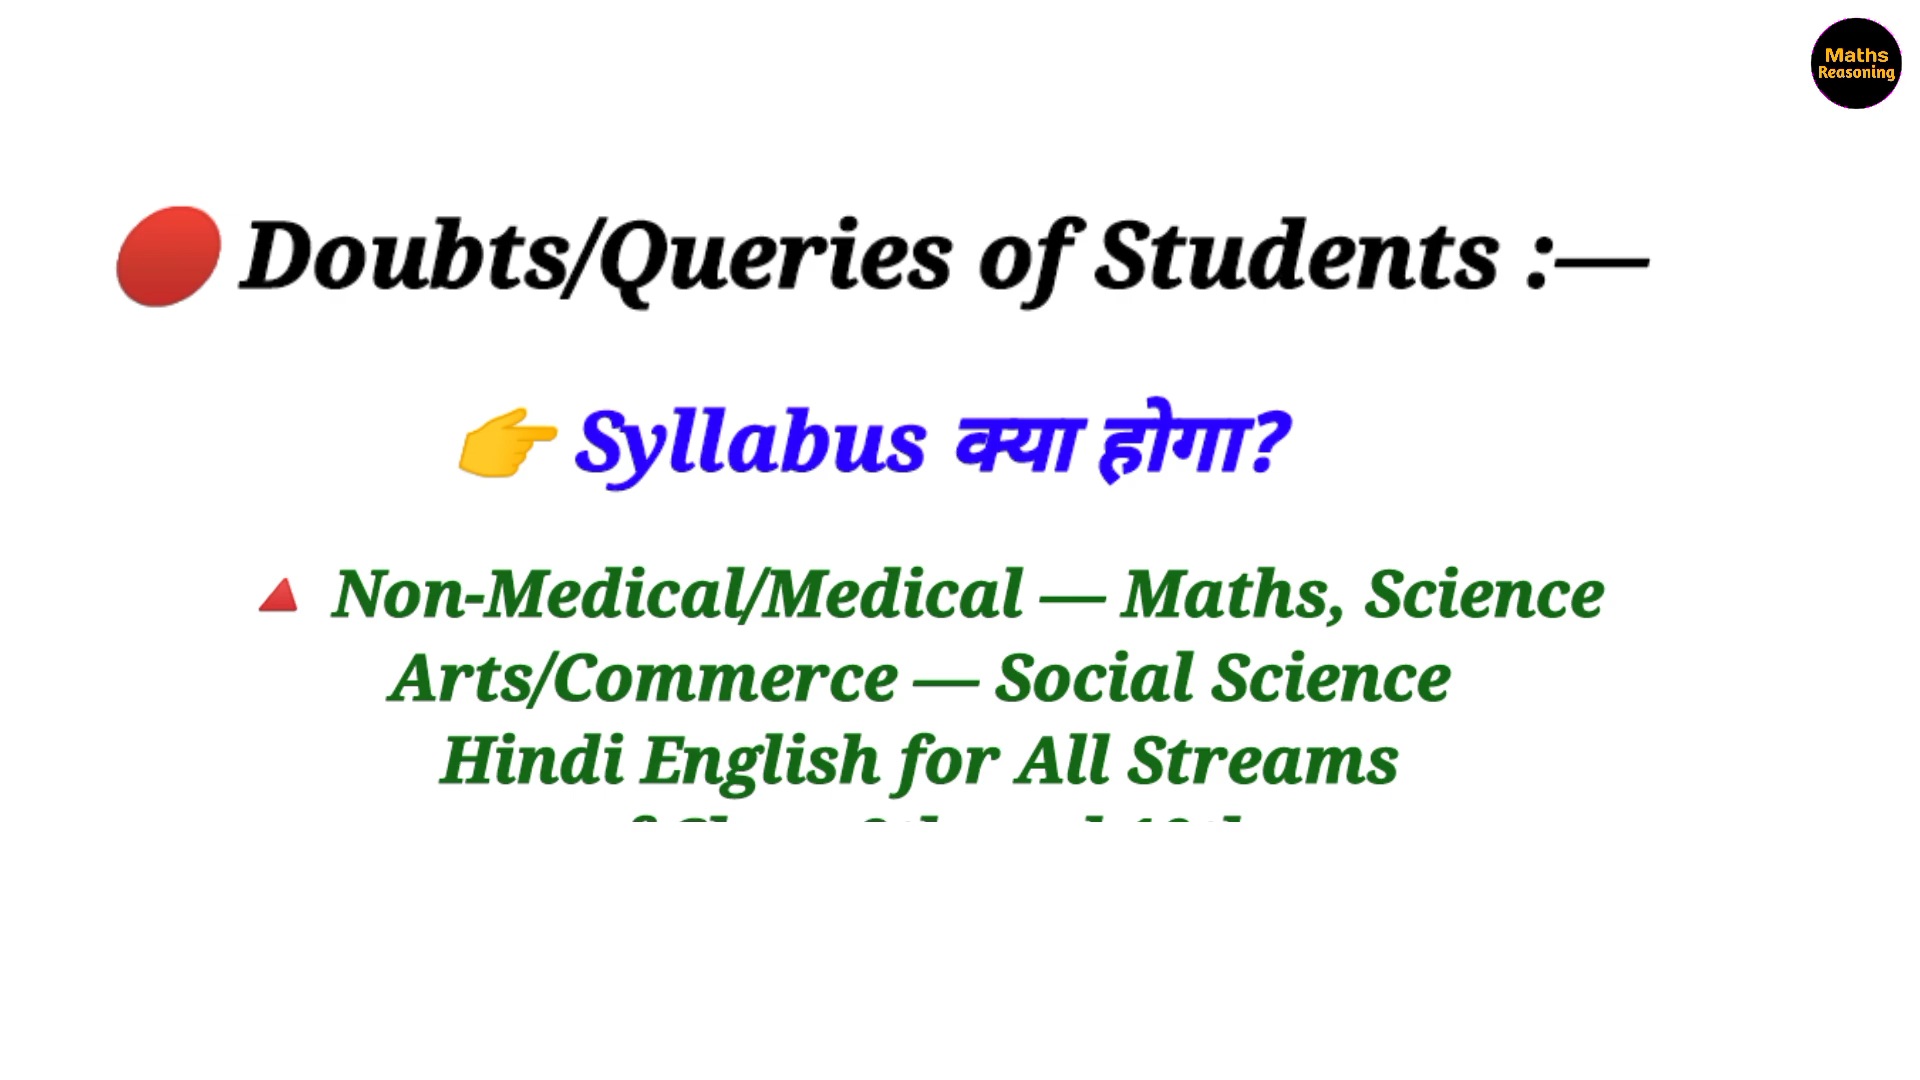 Maths
Reasoning
🔴 Doubts/Queries of Students :—
👉 Syllabus क्या होगा?
🔺 Non-Medical/Medical — Maths, Science
Arts/Commerce — Social Science
Hindi English for All Streams